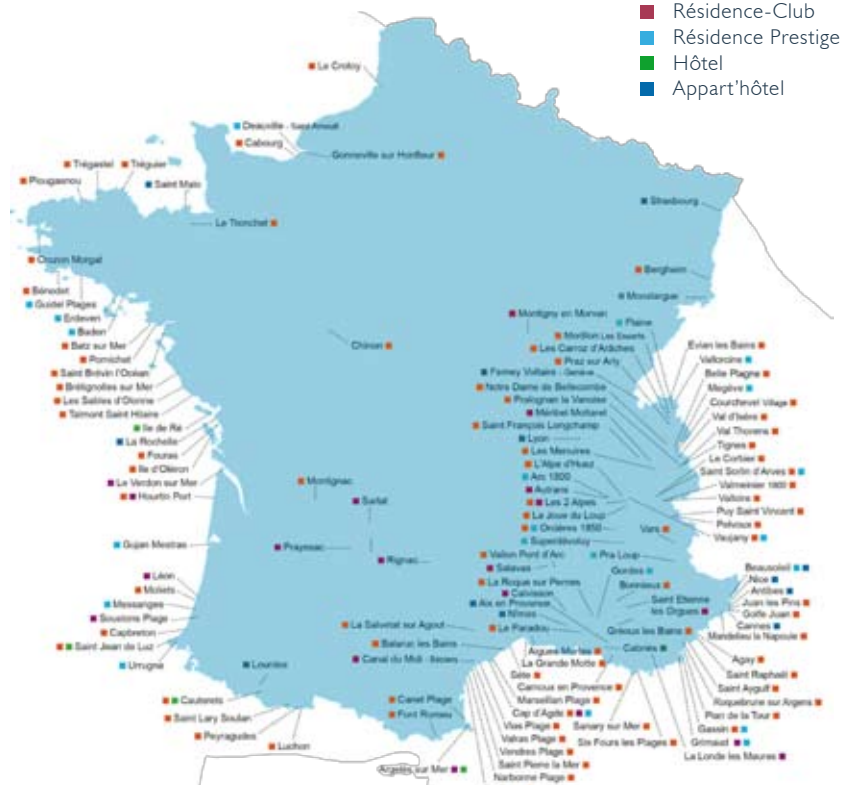 Résidence-Club
Résidence Prestige
Hôtel
Appart'hôtel
Le Crotoy
Deauville - Saint Arnoult
Cabourg
Gonneville sur Honfleur
Trégastel
Tréguier
Plougasnou
Saint Malo
Strasbourg
Le Tronchet
Crozon Morgat
Bergheim
Bénodet
Guidel Plages
Erdeven
Baden
Batz sur Mer
Pornichet
Saint Brévin l'Océan
Brétignolles sur Mer
Les Sables d'Olonne
Talmont Saint Hilaire
Ile de Ré
La Rochelle
Fouras
Ile d'Oléron
Le Verdon sur Mer
Hourtin Port
Gujan Mestras
Léon
Moliets
Messanges
Soustons Plage
Capbreton
Saint Jean de Luz
Urrugne
Chinon
Montignac
Sarlat
Prayssac
Rignac
Lourdes
Cauterets
Saint Lary Soulan
Peyragudes
Luchon
La Salvetat sur Agout
Balaruc les Bains
Canal du Midi
Canet Plage
Font Romeu
Argelès sur Mer
Montigny en Morvan
Flaine
Morillon Les Esserts
Les Carroz d'Arâches
Praz sur Arly
Ferney Voltaire - Genève
Notre Dame de Bellecombe
Pralognan la Vanoise
Méribel Mottaret
Saint François Longchamp
Lyon
Les Menuires
L'Alpe d'Huez
Arc 1800
Autrans
Les 2 Alpes
La Joue du Loup
Orcières 1850
Superdévoluy
Vallon Pont d'Arc
Salavas
La Roque sur Pernes
Calvisson
Aix en Provence
Nîmes
Le Paradou
Evian les Bains
Vallorcine
Belle Plagne
Megève
Courchevel Village
Val d'Isère
Val Thorens
Tignes
Le Corbier
Saint Sorlin d'Arves
Valmeinier 1800
Valloire
Puy Saint Vincent
Pelvoux
Vaujany
Vars
Pra Loup
Gordes
Bonnieux
Saint Etienne
les Orgues
Gréoux les Bains
Cabriès
Beausoleil
Nice
Antibes
Juan les Pins
Golfe Juan
Cannes
Mandelieu la Napoule
Agay
Saint Raphaël
Saint Aygulf
Roquebrune sur Argens
Plan de la Tour
Gassin
Grimaud
La Londe les Maures
Aigues Mortes
La Grande Motte
Sète
Carnoux en Provence
Marseillan Plage
Cap d'Agde
Vias Plage
Sanary sur Mer
Valras Plage
Six Fours les Plages
Vendres Plage
Saint Pierre la Mer
Narbonne Plage